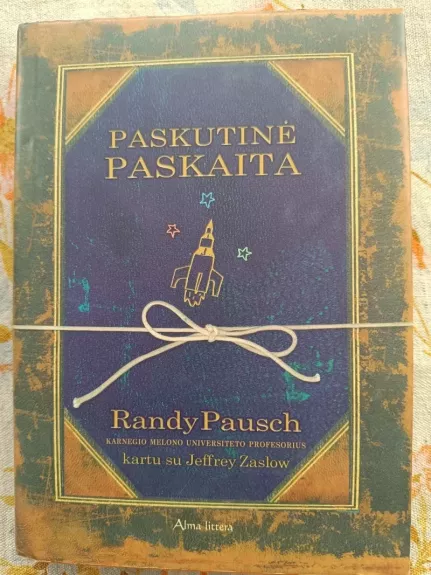 PASKUTINĖ
PASKAITA
Randy Pausch
KARNEGIO MELONO UNIVERSITETO PROFESORIUS
kartu su Jeffrey Zaslow
Alma littera